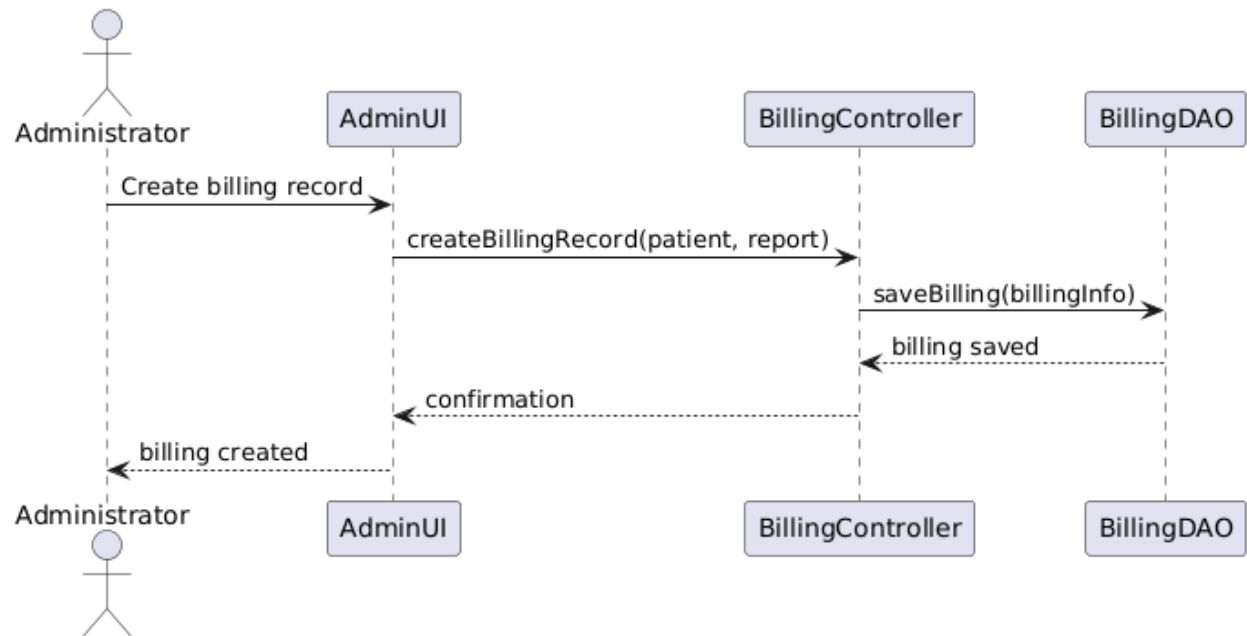 Administrator
AdminUI
BillingController
BillingDAO
Create billing record
createBillingRecord(patient, report)
saveBilling(billingInfo)
billing saved
confirmation
billing created
Administrator
AdminUI
BillingController
BillingDAO